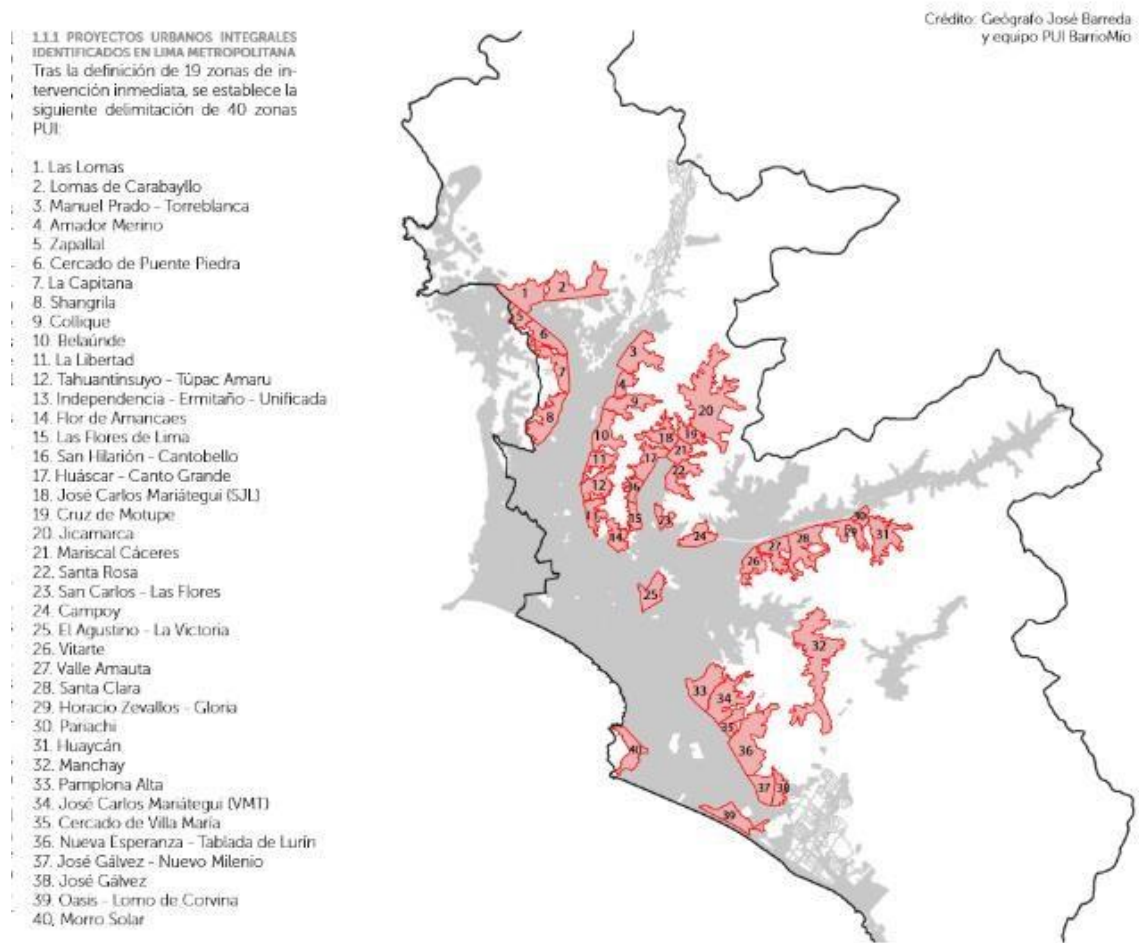 1.1.1 PROYECTOS URBANOS INTEGRALES
IDENTIFICADOS EN LIMA METROPOLITANA
Tras la definición de 19 zonas de in-
tervención inmediata, se establece la
siguiente delimitación de 40 zonas
PUI:
1. Las Lomas
2. Lomas de Carabayllo
3. Manuel Prado - Torreblanca
4. Amador Merino
5. Zapallal
6. Cercado de Puente Piedra
7. La Capitana
8. Shangrila
9. Collique
10. Belaúnde
11. La Libertad
12. Tahuantinsuyo - Túpac Amaru
13. Independencia - Ermitaño - Unificada
14. Flor de Amancaes
15. Las Flores de Lima
16. San Hilarión - Cantobello
17. Huáscar - Canto Grande
18. José Carlos Mariátegui (SJL)
19. Cruz de Motupe
20. Jicamarca
21. Mariscal Cáceres
22. Santa Rosa
23. San Carlos - Las Flores
24. Campoy
25. El Agustino - La Victoria
26. Vitarte
27. Valle Amauta
28. Santa Clara
29. Horacio Zevallos - Gloria
30. Pariachi
31. Huaycán
32. Manchay
33. Pamplona Alta
34. José Carlos Mariátegui (VMT)
35. Cercado de Villa María
36. Nueva Esperanza - Tablada de Lurín
37. José Gálvez - Nuevo Milenio
38. José Gálvez
39. Oasis - Lomo de Corvina
40, Morro Solar
Crédito: Geógrafo José Barreda
y equipo PUI BarrioMío
1
2
5
6
3
7
4
9
20
8
10
18
19
21
11
17
22
12
16
15
23
14
24
30
31
28
27
26
25
32
33
34
35
36
40
37
38
39